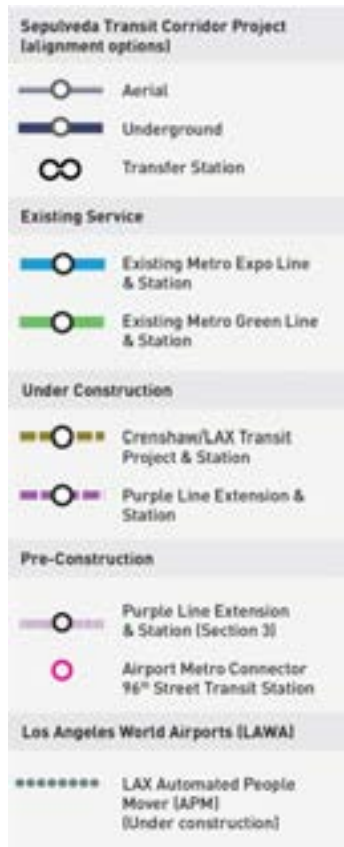 Sepulveda Transit Corridor Project
(alignment options)
Aerial
Underground
Transfer Station
Existing Service
Existing Metro Expo Line
& Station
Existing Metro Green Line
& Station
Under Construction
Crenshaw/LAX Transit
Project & Station
Purple Line Extension &
Station
Pre-Construction
Purple Line Extension
& Station (Section 3)
Airport Metro Connector
96th Street Transit Station
Los Angeles World Airports (LAWA)
LAX Automated People
Mover (APM)
(Under construction)